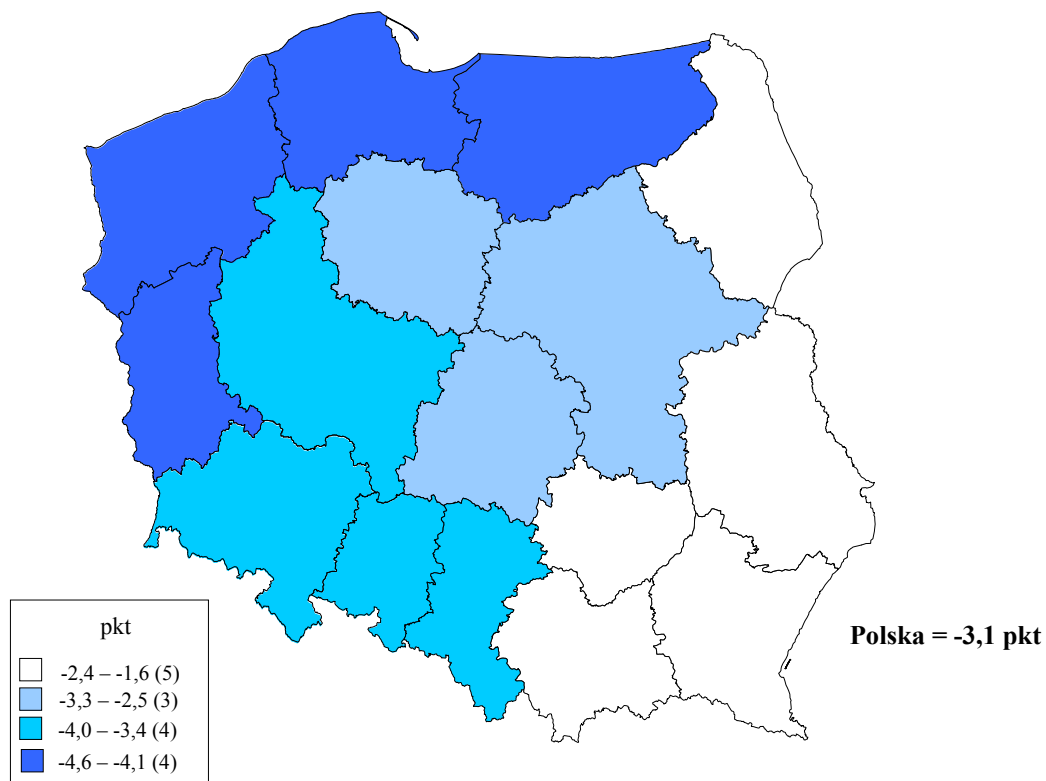 pkt
-2,4 – -1,6 (5)
-3,3 – -2,5 (3)
-4,0 – -3,4 (4)
-4,6 – -4,1 (4)
Polska = -3,1 pkt